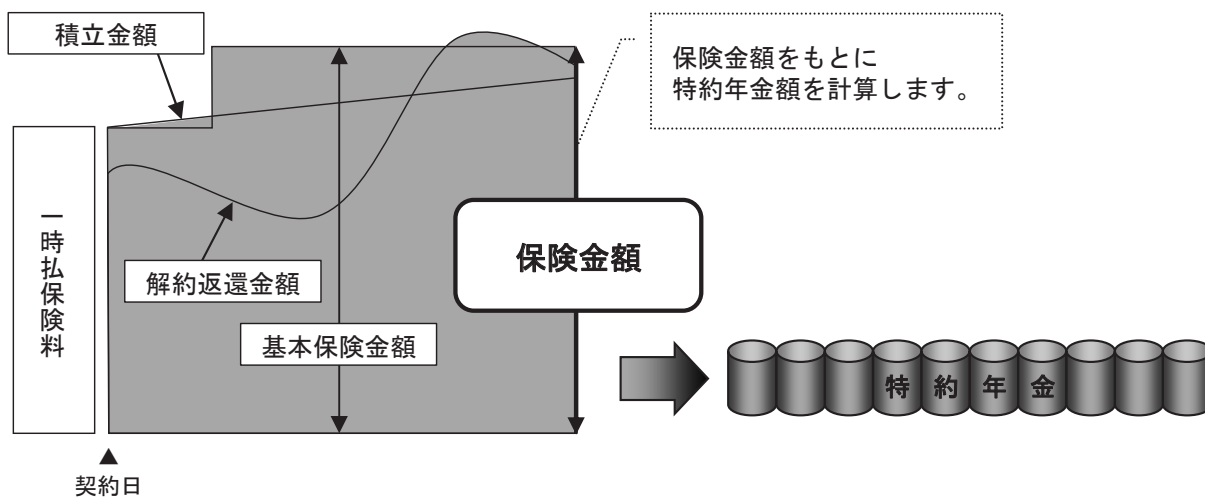 積立金額
保険金額をもとに
特約年金額を計算します。
一時払保険料
解約返還金額
基本保険金額
保険金額
特約年金
契約日